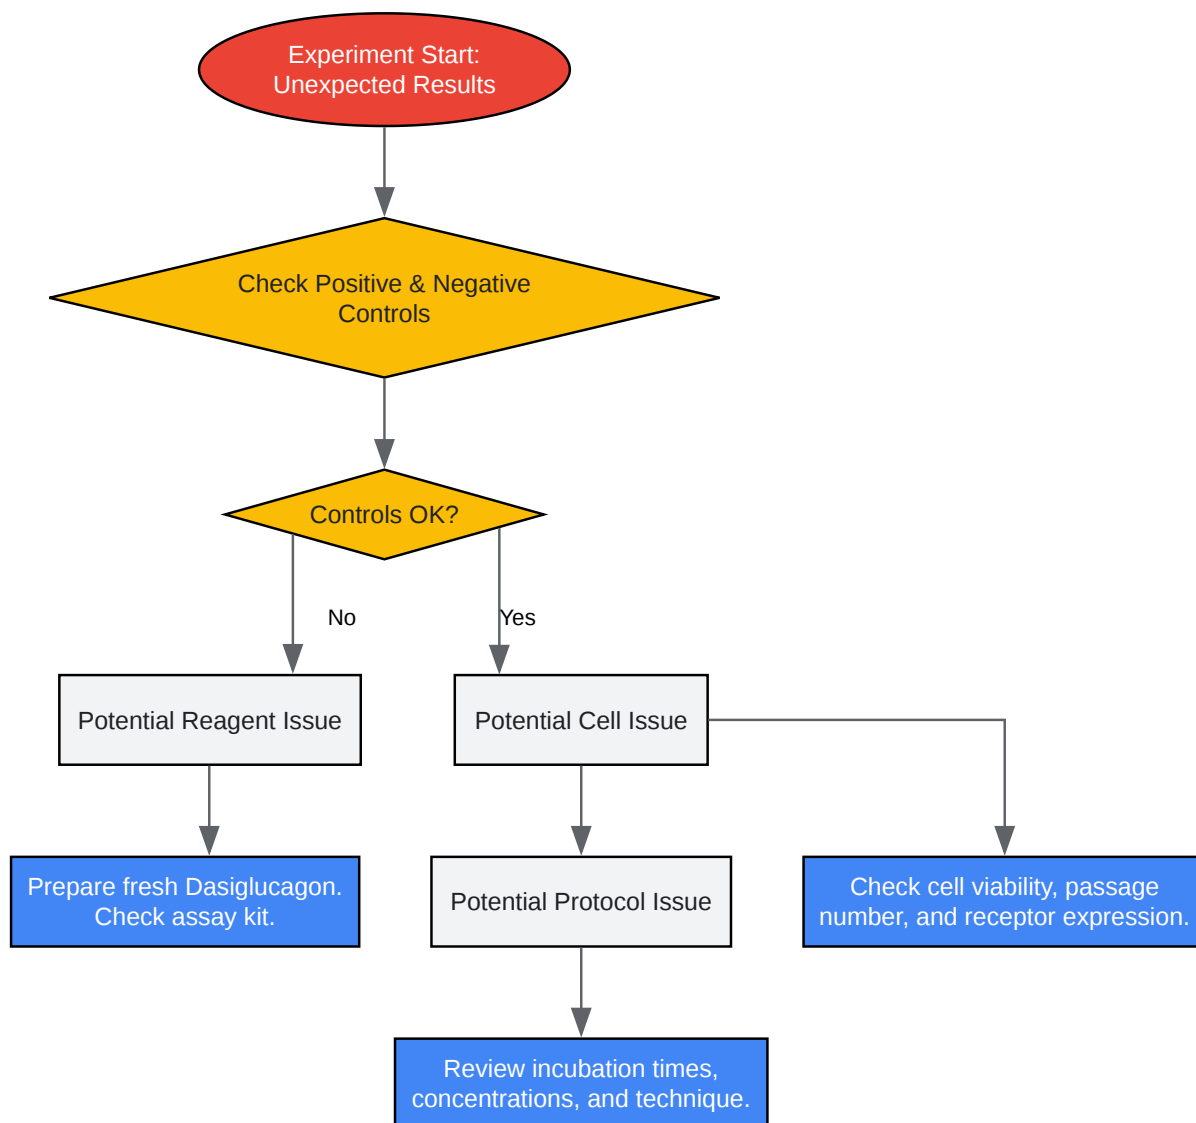 Experiment Start:
Unexpected Results
Check Positive & Negative
Controls
Controls OK?
No
Yes
Potential Reagent Issue
Potential Cell Issue
Prepare fresh Dasiglucagon.
Check assay kit.
Potential Protocol Issue
Check cell viability, passage
number, and receptor expression.
Review incubation times,
concentrations, and technique.